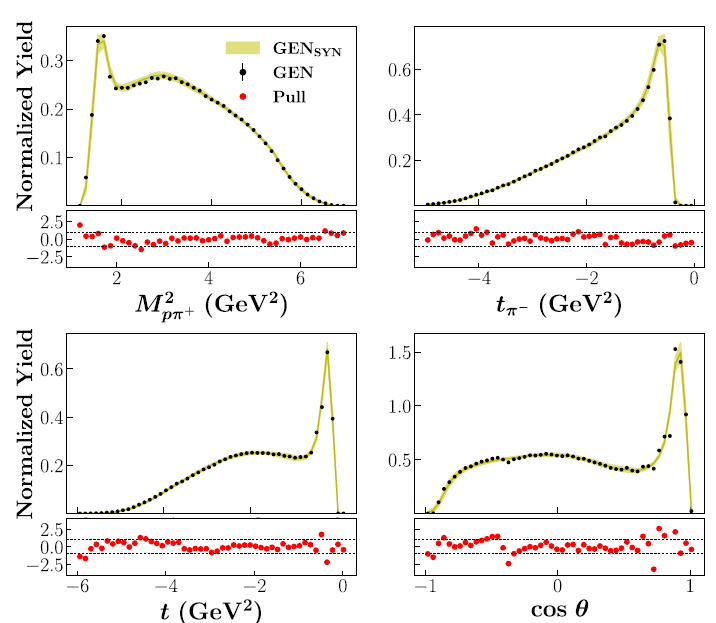 Normalized Yield
0.3
0.2
0.1
GEN_SYN
GEN
Pull
2.5
0.0
−2.5
2 4 6
M²_{pπ⁺} (GeV²)
0.6
0.4
0.2
−4 −2 0
t_{π⁻} (GeV²)
Normalized Yield
0.6
0.4
0.2
2.5
0.0
−2.5
−6 −4 −2 0
t (GeV²)
1.5
1.0
0.5
−1 0 1
cos θ